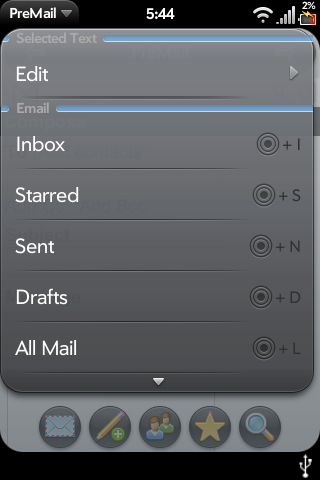 PreMail 5:44 2%
Selected Text
Edit
Email
Inbox + I
Starred + S
Sent + N
Drafts + D
All Mail + L